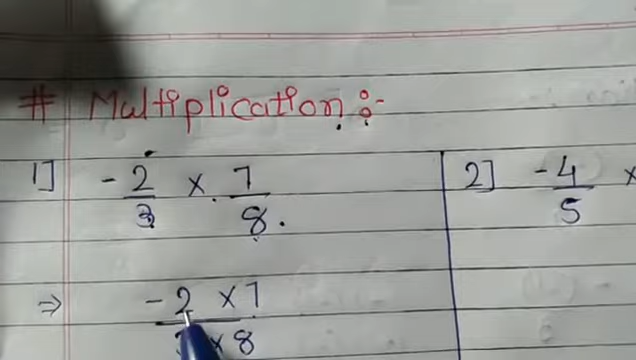 # Multiplication :-
1] -2/3 × 7/8
2] -4/5 ×
⇒ -2 × 7
× 8